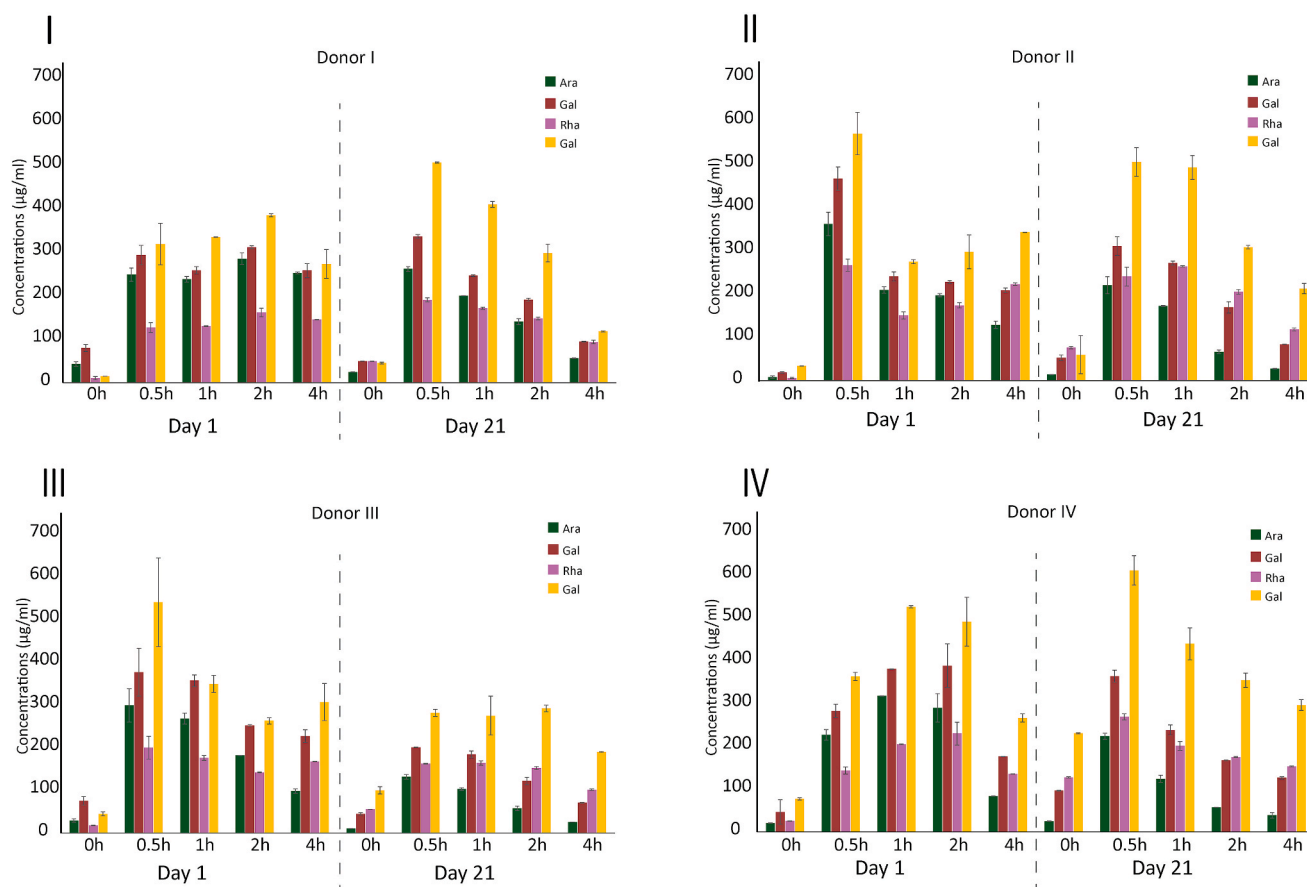 I
Donor I
Concentrations (µg/ml)
700
600
500
400
300
200
100
0
Ara
Gal
Rha
Gal
0h 0.5h 1h 2h 4h 0h 0.5h 1h 2h 4h
Day 1 Day 21
II
Donor II
Concentrations (µg/ml)
700
600
500
400
300
200
100
0
Ara
Gal
Rha
Gal
0h 0.5h 1h 2h 4h 0h 0.5h 1h 2h 4h
Day 1 Day 21
III
Donor III
Concentrations (µg/ml)
700
600
500
400
300
200
100
0
Ara
Gal
Rha
Gal
0h 0.5h 1h 2h 4h 0h 0.5h 1h 2h 4h
Day 1 Day 21
IV
Donor IV
Concentrations (µg/ml)
700
600
500
400
300
200
100
0
Ara
Gal
Rha
Gal
0h 0.5h 1h 2h 4h 0h 0.5h 1h 2h 4h
Day 1 Day 21